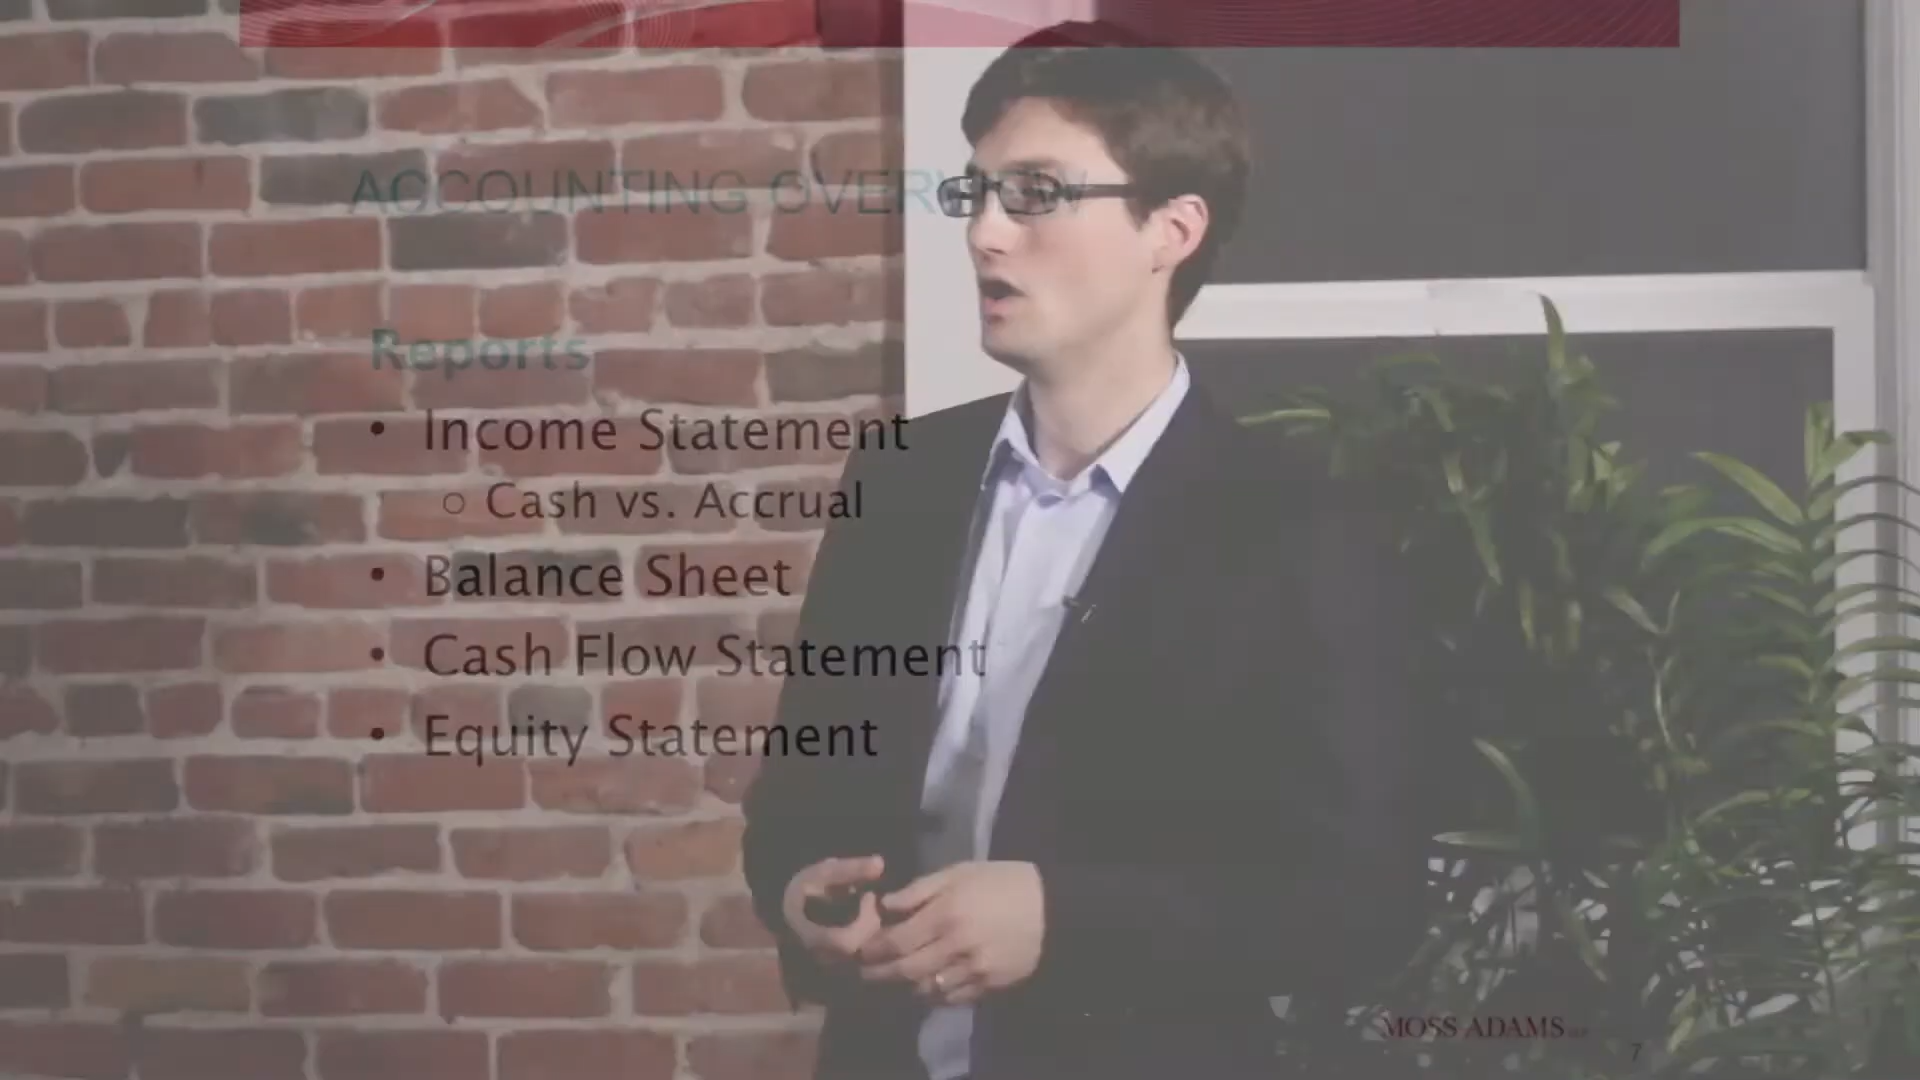 ACCOUNTING OVERVIEW
Reports
• Income Statement
○ Cash vs. Accrual
• Balance Sheet
• Cash Flow Statement
• Equity Statement
MOSS ADAMS
7